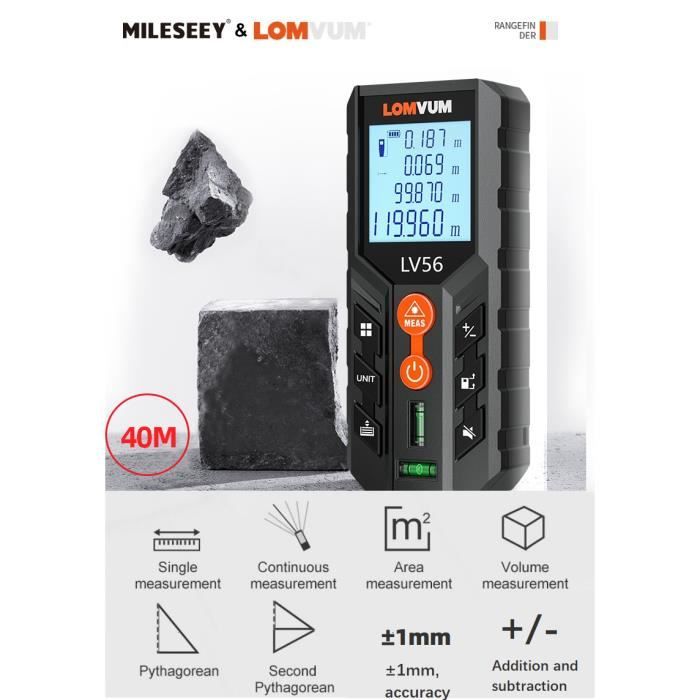 MILESEEY® & LOMVUM®
RANGEFIN
DER
LOMVUM
0.187 m
0.069 m
99.870 m
119.960 m
LV56
MEAS
+/-
UNIT
40M
m²
Single
measurement
Continuous
measurement
Area
measurement
Volume
measurement
±1mm
+/-
Pythagorean
Second
Pythagorean
±1mm,
accuracy
Addition and
subtraction